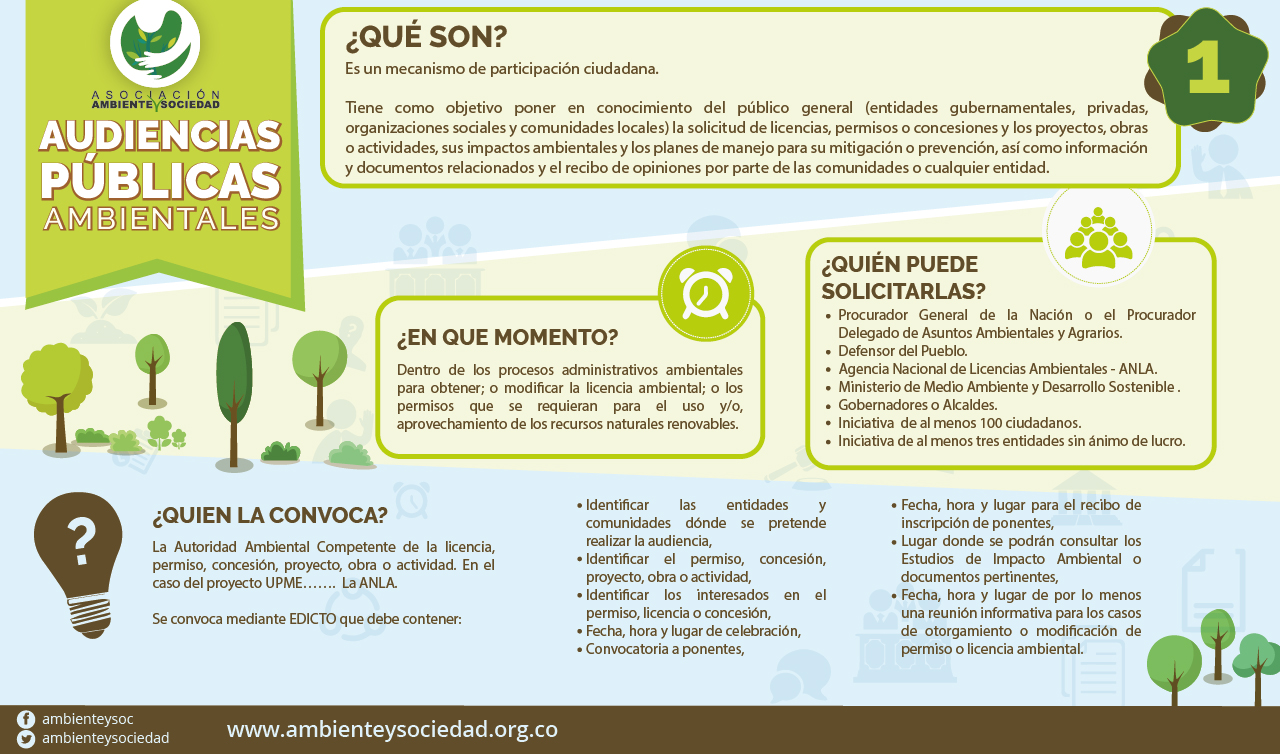 ASOCIACIÓN
AMBIENTE Y SOCIEDAD
AUDIENCIAS
PÚBLICAS
AMBIENTALES
¿QUÉ SON?
Es un mecanismo de participación ciudadana.
Tiene como objetivo poner en conocimiento del público general (entidades gubernamentales, privadas,
organizaciones sociales y comunidades locales) la solicitud de licencias, permisos o concesiones y los proyectos, obras
o actividades, sus impactos ambientales y los planes de manejo para su mitigación o prevención, así como información
y documentos relacionados y el recibo de opiniones por parte de las comunidades o cualquier entidad.
1
¿EN QUE MOMENTO?
Dentro de los procesos administrativos ambientales
para obtener; o modificar la licencia ambiental; o los
permisos que se requieran para el uso y/o,
aprovechamiento de los recursos naturales renovables.
¿QUIÉN PUEDE
SOLICITARLAS?
• Procurador General de la Nación o el Procurador
Delegado de Asuntos Ambientales y Agrarios.
• Defensor del Pueblo.
• Agencia Nacional de Licencias Ambientales - ANLA.
• Ministerio de Medio Ambiente y Desarrollo Sostenible .
• Gobernadores o Alcaldes.
• Iniciativa de al menos 100 ciudadanos.
• Iniciativa de al menos tres entidades sin ánimo de lucro.
?
¿QUIEN LA CONVOCA?
La Autoridad Ambiental Competente de la licencia,
permiso, concesión, proyecto, obra o actividad. En el
caso del proyecto UPME……. La ANLA.
Se convoca mediante EDICTO que debe contener:
• Identificar las entidades y
comunidades dónde se pretende
realizar la audiencia,
• Identificar el permiso, concesión,
proyecto, obra o actividad,
• Identificar los interesados en el
permiso, licencia o concesión,
• Fecha, hora y lugar de celebración,
• Convocatoria a ponentes,
• Fecha, hora y lugar para el recibo de
inscripción de ponentes,
• Lugar donde se podrán consultar los
Estudios de Impacto Ambiental o
documentos pertinentes,
• Fecha, hora y lugar de por lo menos
una reunión informativa para los casos
de otorgamiento o modificación de
permiso o licencia ambiental.
ambienteysoc
ambienteysociedad
www.ambienteysociedad.org.co